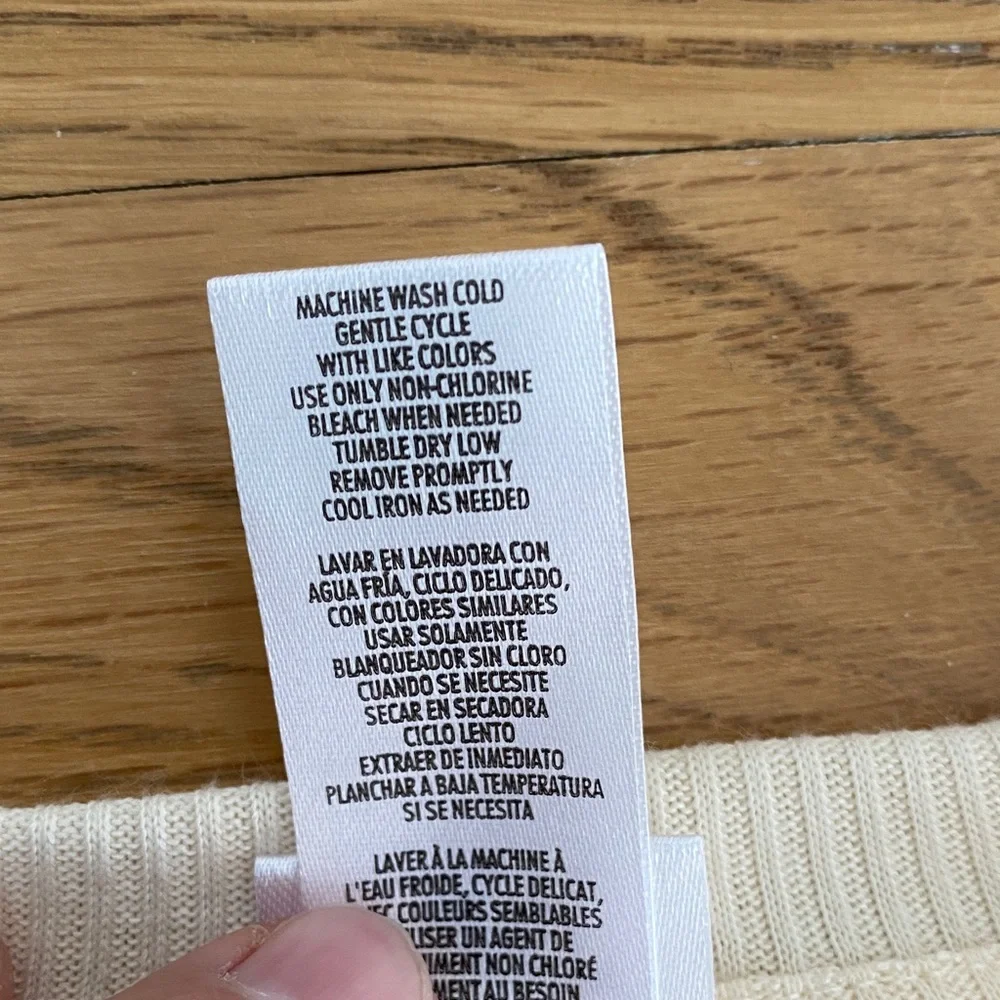 MACHINE WASH COLD
GENTLE CYCLE
WITH LIKE COLORS
USE ONLY NON-CHLORINE
BLEACH WHEN NEEDED
TUMBLE DRY LOW
REMOVE PROMPTLY
COOL IRON AS NEEDED
LAVAR EN LAVADORA CON
AGUA FRÍA, CICLO DELICADO,
CON COLORES SIMILARES
USAR SOLAMENTE
BLANQUEADOR SIN CLORO
CUANDO SE NECESITE
SECAR EN SECADORA
CICLO LENTO
EXTRAER DE INMEDIATO
PLANCHAR A BAJA TEMPERATURA
SI SE NECESITA
LAVER À LA MACHINE À
L'EAU FROIDE, CYCLE DELICAT,
COULEURS SEMBLABLES
UN AGENT DE
NON CHLORÉ
AU BESOIN